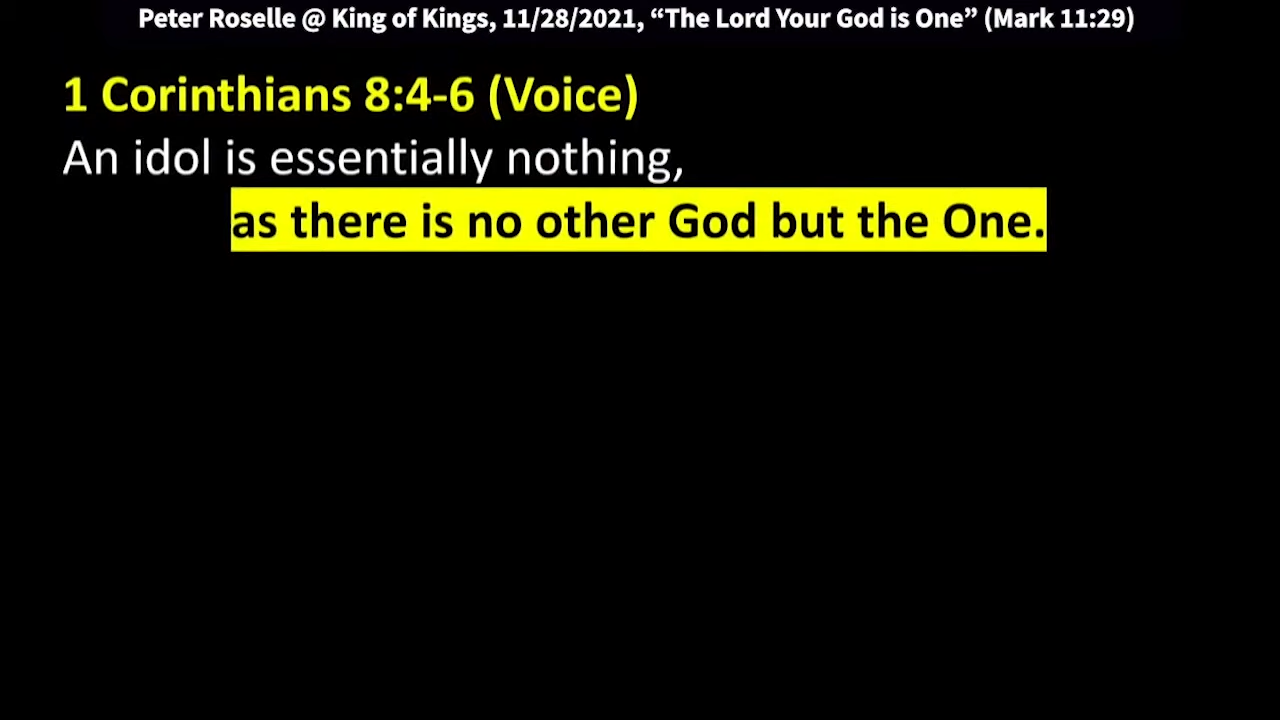 Peter Roselle @ King of Kings, 11/28/2021, “The Lord Your God is One” (Mark 11:29)
1 Corinthians 8:4-6 (Voice)
An idol is essentially nothing,
as there is no other God but the One.